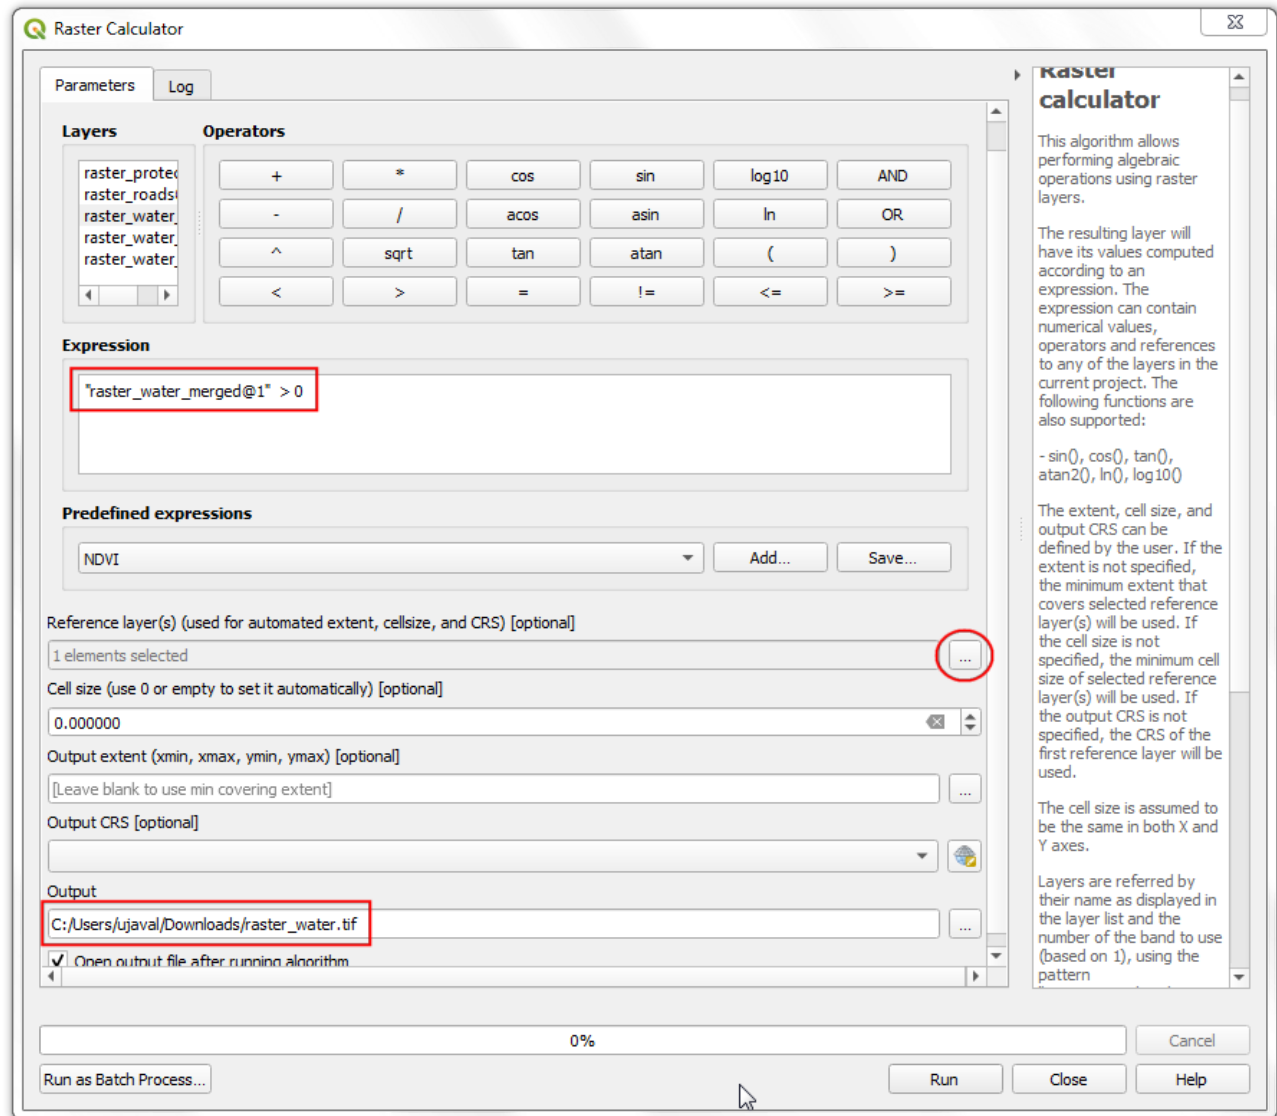 Raster Calculator
Parameters
Log
Layers
Operators
raster_protec
raster_roads
raster_water_
raster_water_
raster_water_
+
*
cos
sin
log10
AND
-
/
acos
asin
ln
OR
^
sqrt
tan
atan
(
)
<
>
=
!=
<=
>=
Expression
"raster_water_merged@1" > 0
Predefined expressions
NDVI
Add...
Save...
Reference layer(s) (used for automated extent, cellsize, and CRS) [optional]
1 elements selected
...
Cell size (use 0 or empty to set it automatically) [optional]
0.000000
Output extent (xmin, xmax, ymin, ymax) [optional]
[Leave blank to use min covering extent]
...
Output CRS [optional]
Output
C:/Users/ujaval/Downloads/raster_water.tif
...
Open output file after running algorithm
Raster
calculator
This algorithm allows
performing algebraic
operations using raster
layers.
The resulting layer will
have its values computed
according to an
expression. The
expression can contain
numerical values,
operators and references
to any of the layers in the
current project. The
following functions are
also supported:
- sin(), cos(), tan(),
atan2(), ln(), log10()
The extent, cell size, and
output CRS can be
defined by the user. If the
extent is not specified,
the minimum extent that
covers selected reference
layer(s) will be used. If
the cell size is not
specified, the minimum cell
size of selected reference
layer(s) will be used. If
the output CRS is not
specified, the CRS of the
first reference layer will be
used.
The cell size is assumed to
be the same in both X and
Y axes.
Layers are referred by
their name as displayed in
the layer list and the
number of the band to use
(based on 1), using the
pattern
0%
Cancel
Run as Batch Process...
Run
Close
Help